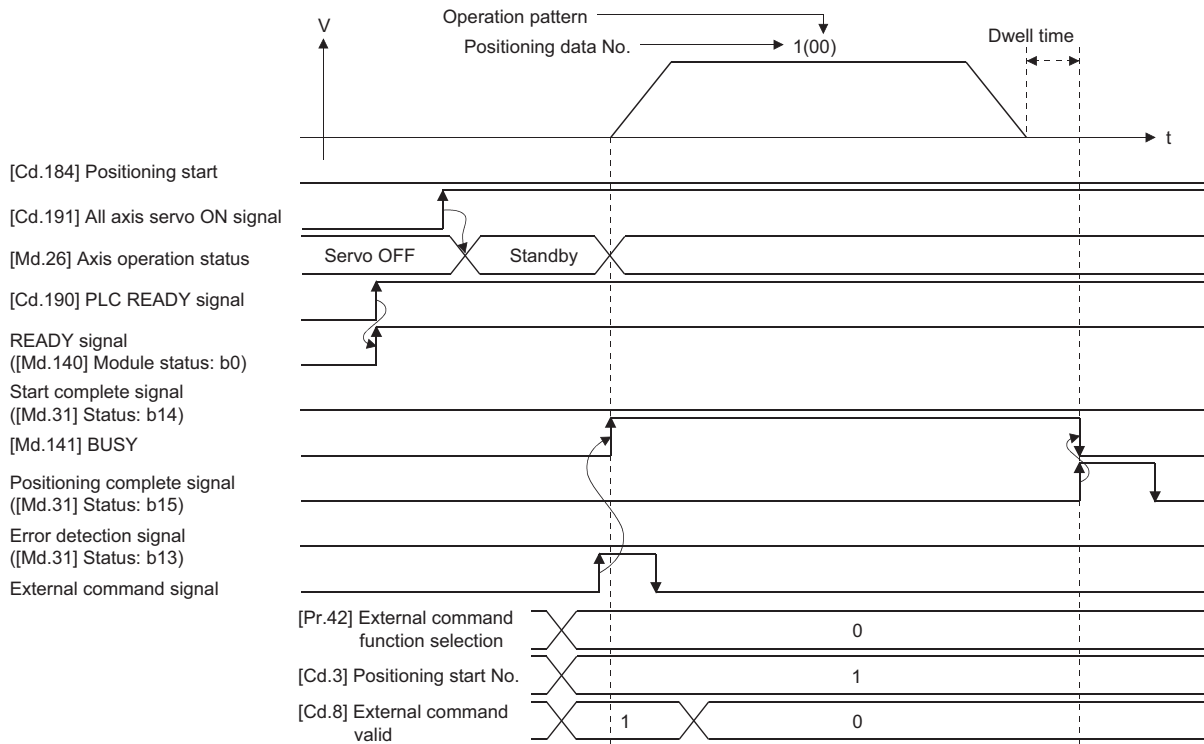 Operation pattern
V
Positioning data No.
1(00)
Dwell time
t
[Cd.184] Positioning start
[Cd.191] All axis servo ON signal
[Md.26] Axis operation status
Servo OFF
Standby
[Cd.190] PLC READY signal
READY signal
([Md.140] Module status: b0)
Start complete signal
([Md.31] Status: b14)
[Md.141] BUSY
Positioning complete signal
([Md.31] Status: b15)
Error detection signal
([Md.31] Status: b13)
External command signal
[Pr.42] External command
function selection
0
[Cd.3] Positioning start No.
1
[Cd.8] External command
valid
1
0